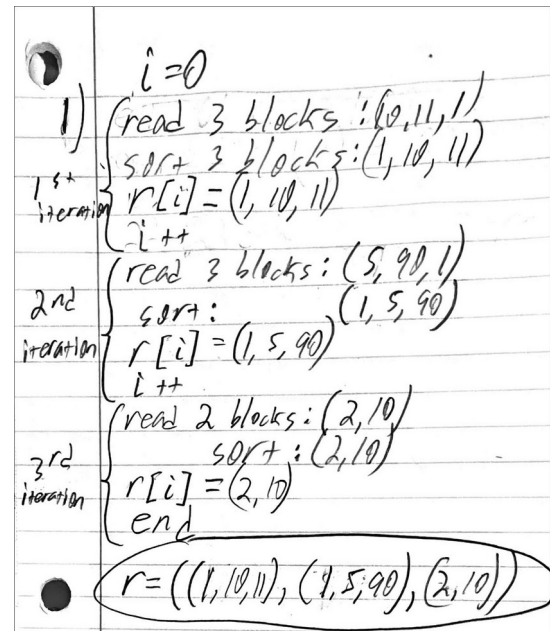 i=0
1) read 3 blocks : (10,11,1)
sort 3 blocks: (1, 10, 11)
1st iteration r[i] = (1, 10, 11)
i ++
read 3 blocks: (5, 90, 1)
2nd iteration sort: (1, 5, 90)
r[i] = (1, 5, 90)
i ++
read 2 blocks: (2, 10)
sort : (2, 10)
3rd iteration r[i] = (2, 10)
end
r = ((1, 10, 11), (1, 5, 90), (2, 10))